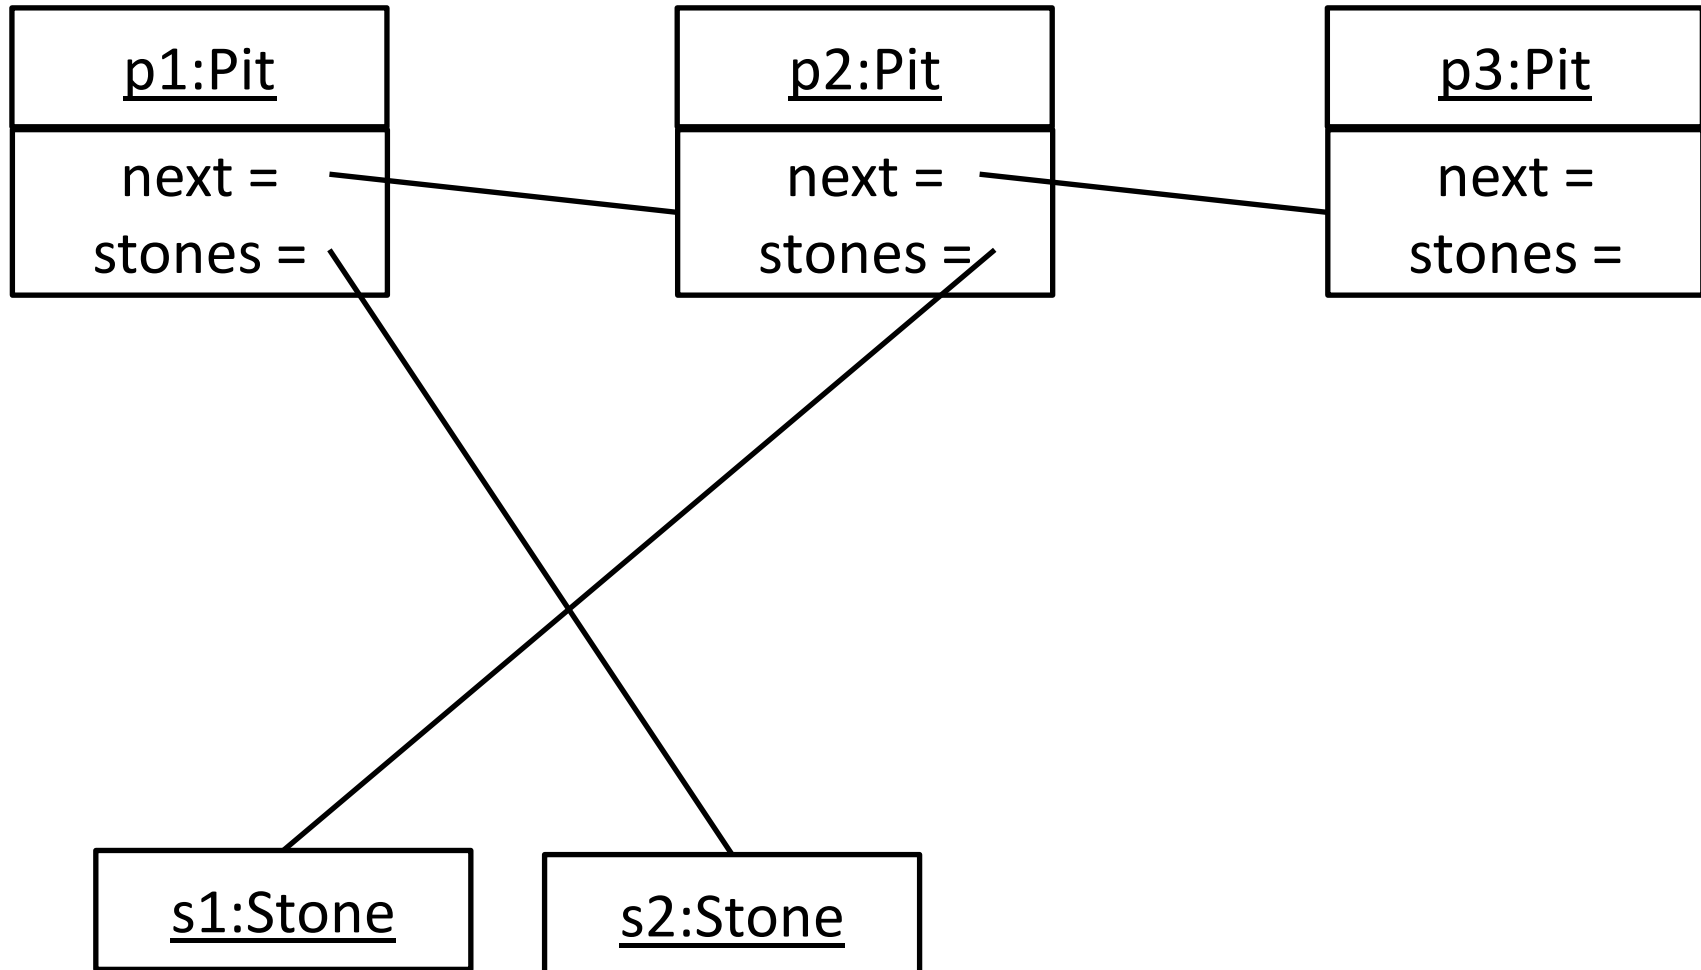 p1:Pit
next =
stones =
p2:Pit
next =
stones =
p3:Pit
next =
stones =
s1:Stone
s2:Stone